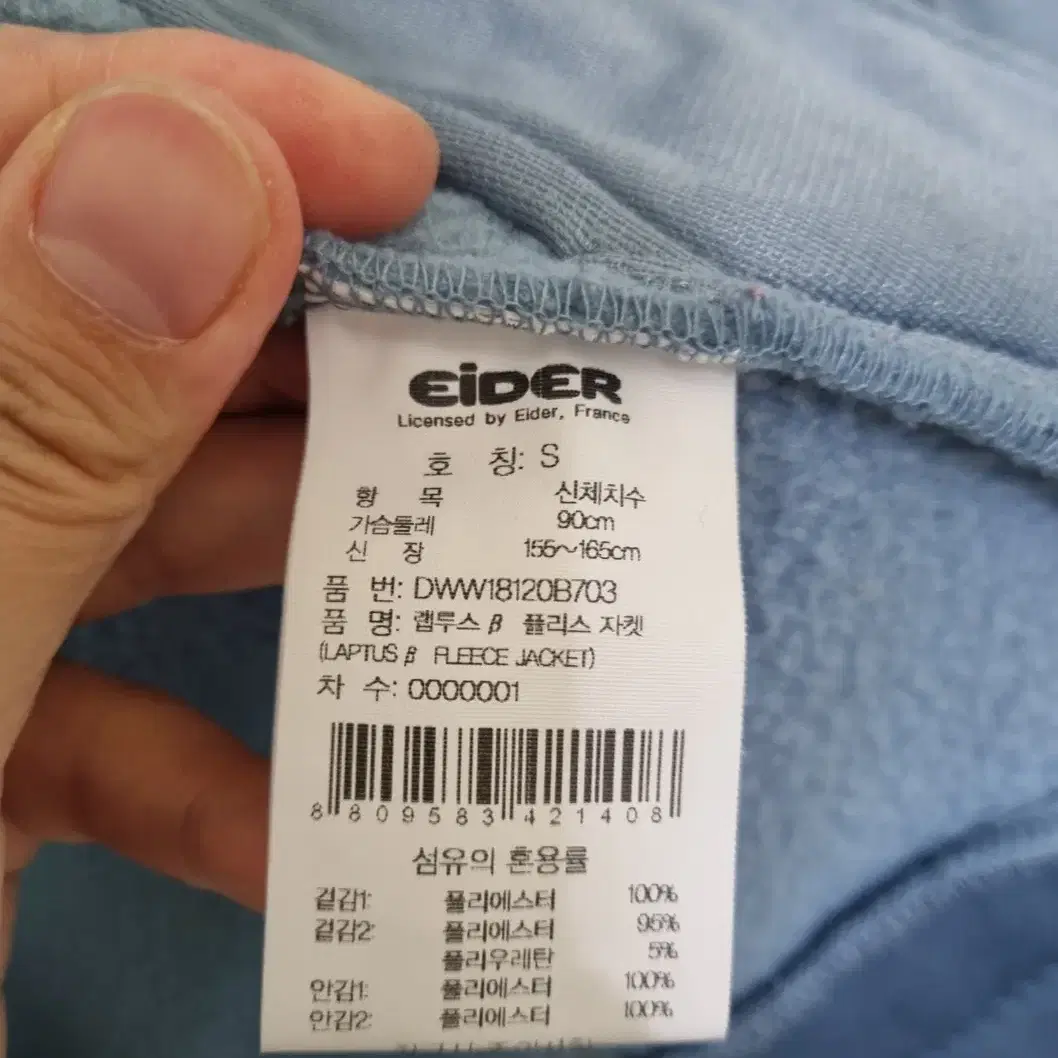 EiDER
Licensed by Eider, France
호 칭: S
항 목 신체치수
가슴둘레 90cm
신 장 155~165cm
품 번: DWW18120B703
품 명: 랩투스 β 플리스 자켓
(LAPTUS β FLEECE JACKET)
차 수: 0000001
8 809583 421408
섬유의 혼용률
겉감1: 폴리에스터 100%
겉감2: 폴리에스터 95%
폴리우레탄 5%
안감1: 폴리에스터 100%
안감2: 폴리에스터 100%